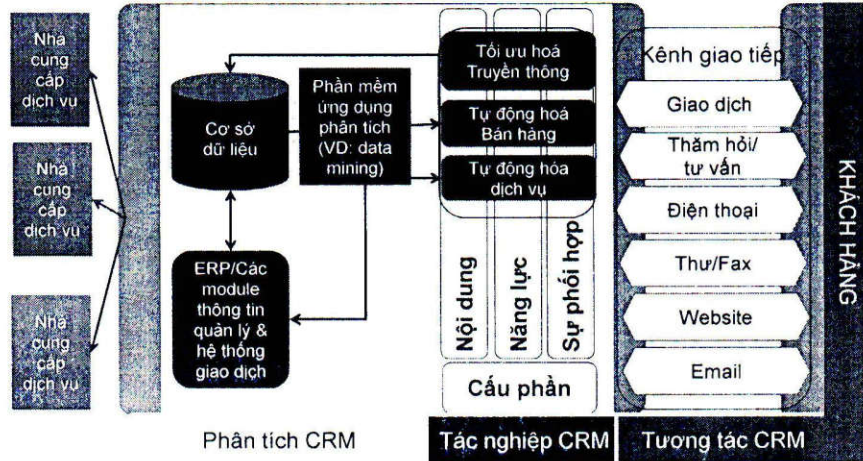 Nhà
cung
cấp
dịch vụ
Nhà
cung
cấp
dịch vụ
Nhà
cung
cấp
dịch vụ
Cơ sở
dữ liệu
Phần mềm
ứng dụng
phân tích
(VD: data
mining)
ERP/Các
module
thông tin
quản lý &
hệ thống
giao dịch
Phân tích CRM
Tối ưu hoá
Truyền thông
Tự động hoá
Bán hàng
Tự động hóa
dịch vụ
Nội dung
Năng lực
Sự phối hợp
Cấu phần
Tác nghiệp CRM
Kênh giao tiếp
Giao dịch
Thăm hỏi/
tư vấn
Điện thoại
Thư/Fax
Website
Email
Tương tác CRM
KHÁCH HÀNG